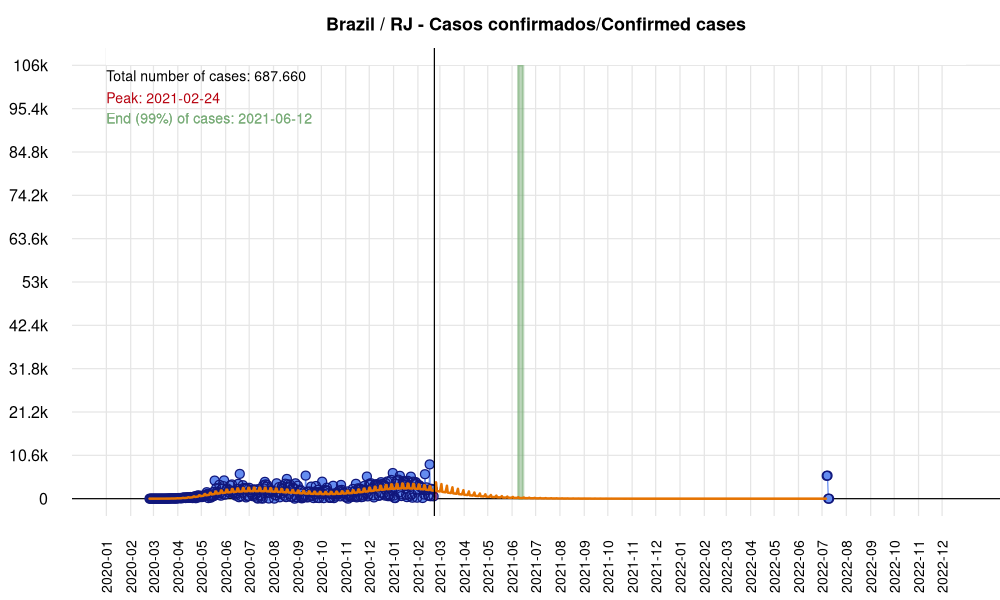 Brazil / RJ - Casos confirmados/Confirmed cases
Total number of cases: 687.660
Peak: 2021-02-24
End (99%) of cases: 2021-06-12
106k
95.4k
84.8k
74.2k
63.6k
53k
42.4k
31.8k
21.2k
10.6k
0
2020-01
2020-02
2020-03
2020-04
2020-05
2020-06
2020-07
2020-08
2020-09
2020-10
2020-11
2020-12
2021-01
2021-02
2021-03
2021-04
2021-05
2021-06
2021-07
2021-08
2021-09
2021-10
2021-11
2021-12
2022-01
2022-02
2022-03
2022-04
2022-05
2022-06
2022-07
2022-08
2022-09
2022-10
2022-11
2022-12